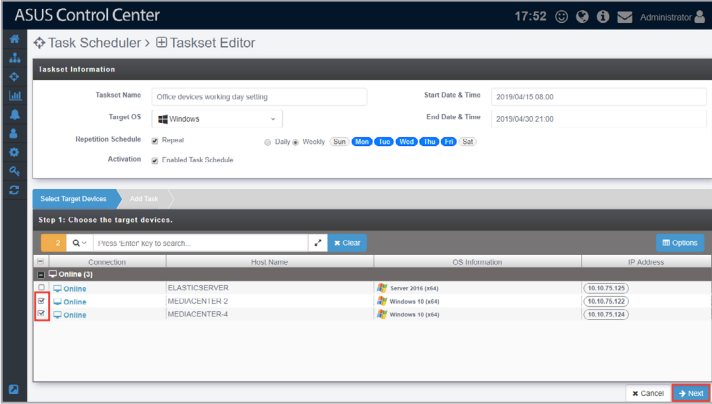 ASUS Control Center
17:52 Administrator
Task Scheduler > Taskset Editor
Taskset Information
Taskset Name Office devices working day setting Start Date & Time 2019/04/15 08:00
Target OS Windows End Date & Time 2019/04/30 21:00
Repetition Schedule Repeat Daily Weekly Sun Mon Tue Wed Thu Fri Sat
Activation Enabled Task Schedule
Select Target Devices Add Task
Step 1: Choose the target devices.
2 Press 'Enter' key to search... Clear Options
Connection Host Name OS Information IP Address
Online (3)
Online ELASTICSERVER Server 2016 (x64) 10.10.75.125
Online MEDIACENTER-2 Windows 10 (x64) 10.10.75.122
Online MEDIACENTER-4 Windows 10 (x64) 10.10.75.124
Cancel Next